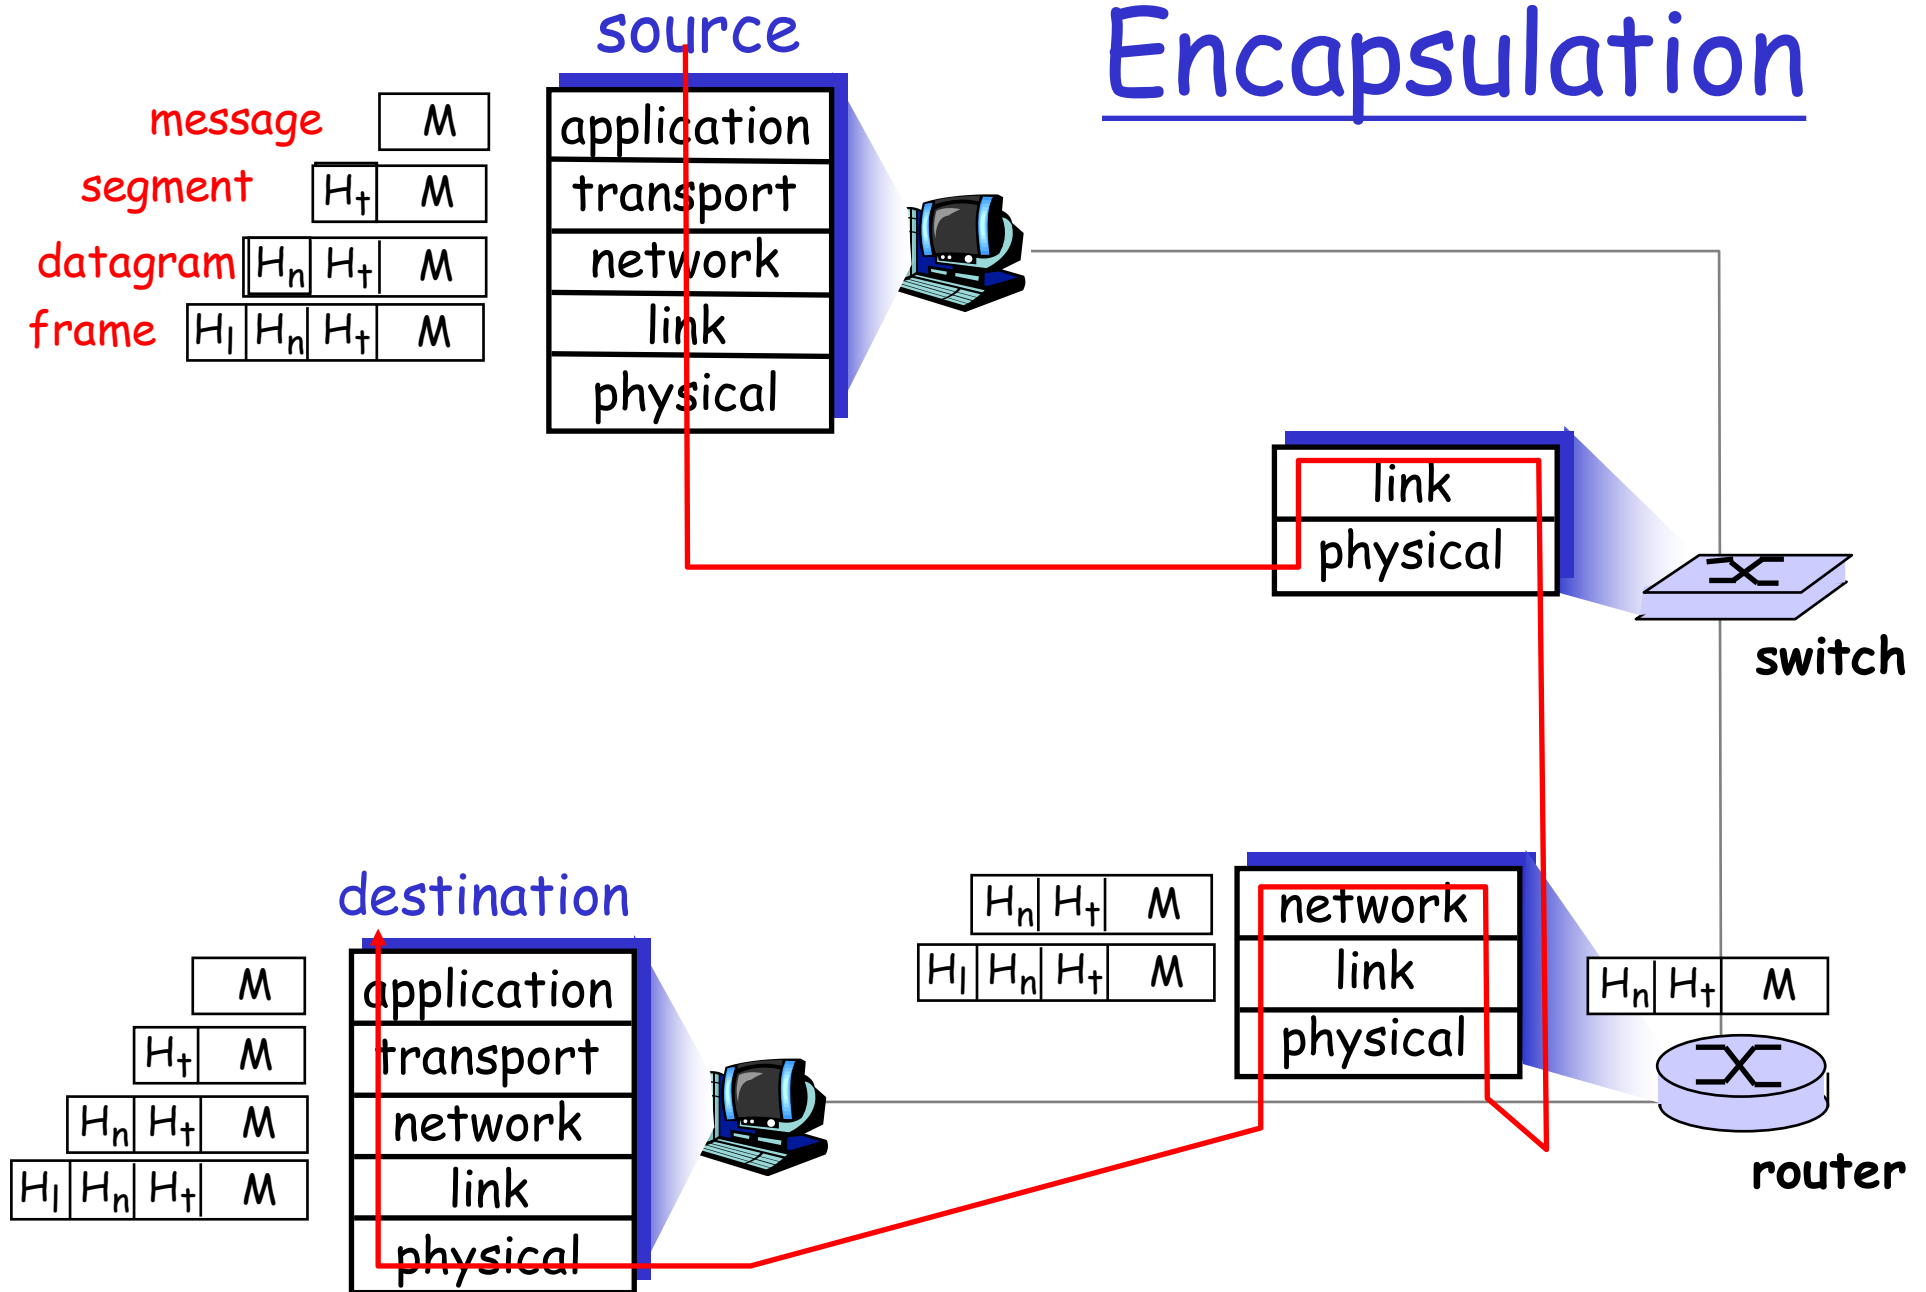 Encapsulation
source
message M
segment Ht M
datagram Hn Ht M
frame Hl Hn Ht M
application
transport
network
link
physical
link
physical
switch
destination
M
Ht M
Hn Ht M
Hl Hn Ht M
application
transport
network
link
physical
Hn Ht M
Hl Hn Ht M
network
link
physical
Hn Ht M
router